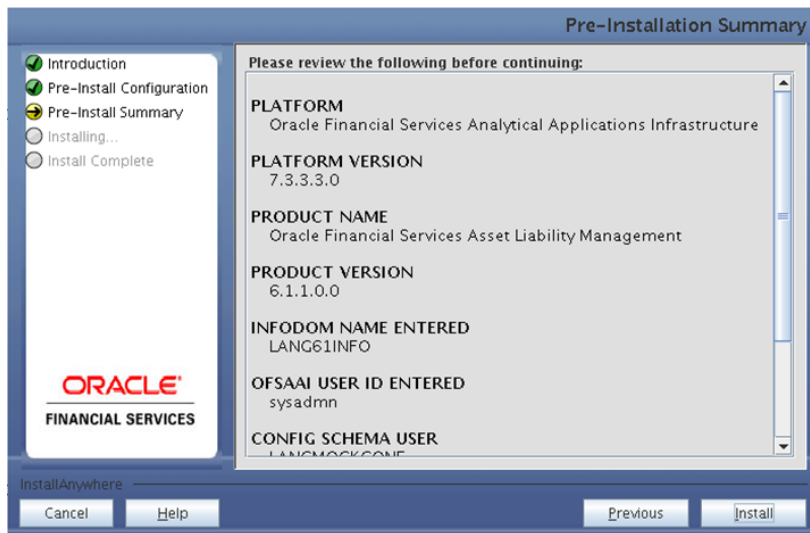 Pre-Installation Summary
Introduction
Pre-Install Configuration
Pre-Install Summary
Installing...
Install Complete
ORACLE
FINANCIAL SERVICES
Please review the following before continuing:
PLATFORM
Oracle Financial Services Analytical Applications Infrastructure
PLATFORM VERSION
7.3.3.3.0
PRODUCT NAME
Oracle Financial Services Asset Liability Management
PRODUCT VERSION
6.1.1.0.0
INFODOM NAME ENTERED
LANG61INFO
OFSAAI USER ID ENTERED
sysadmn
CONFIG SCHEMA USER
InstallAnywhere
Cancel
Help
Previous
Install